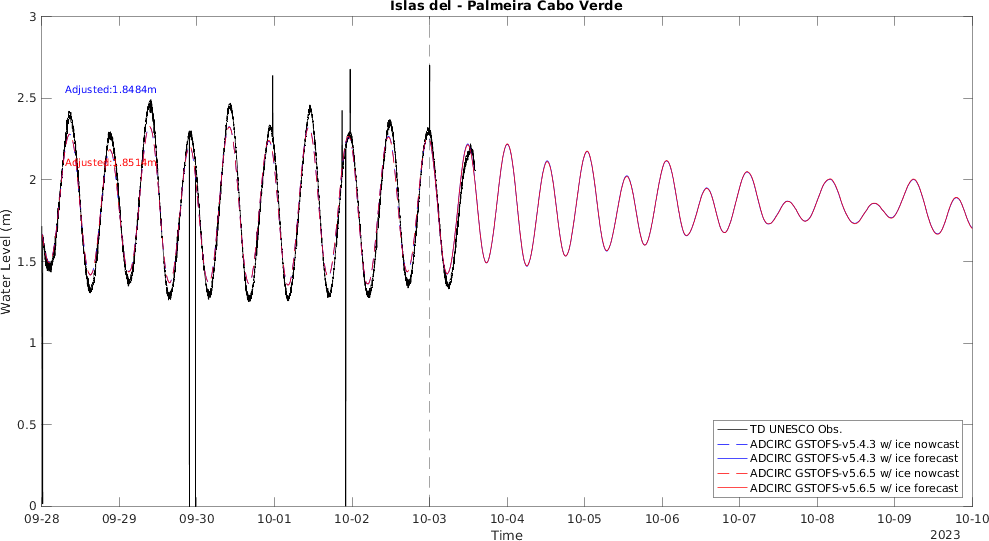 Islas del - Palmeira Cabo Verde
3
2.5
2
1.5
1
0.5
0
Water Level (m)
Adjusted:1.8484m
Adjusted:1.8514m
TD UNESCO Obs.
ADCIRC GSTOFS-v5.4.3 w/ ice nowcast
ADCIRC GSTOFS-v5.4.3 w/ ice forecast
ADCIRC GSTOFS-v5.6.5 w/ ice nowcast
ADCIRC GSTOFS-v5.6.5 w/ ice forecast
09-28 09-29 09-30 10-01 10-02 10-03 10-04 10-05 10-06 10-07 10-08 10-09 10-10
Time
2023